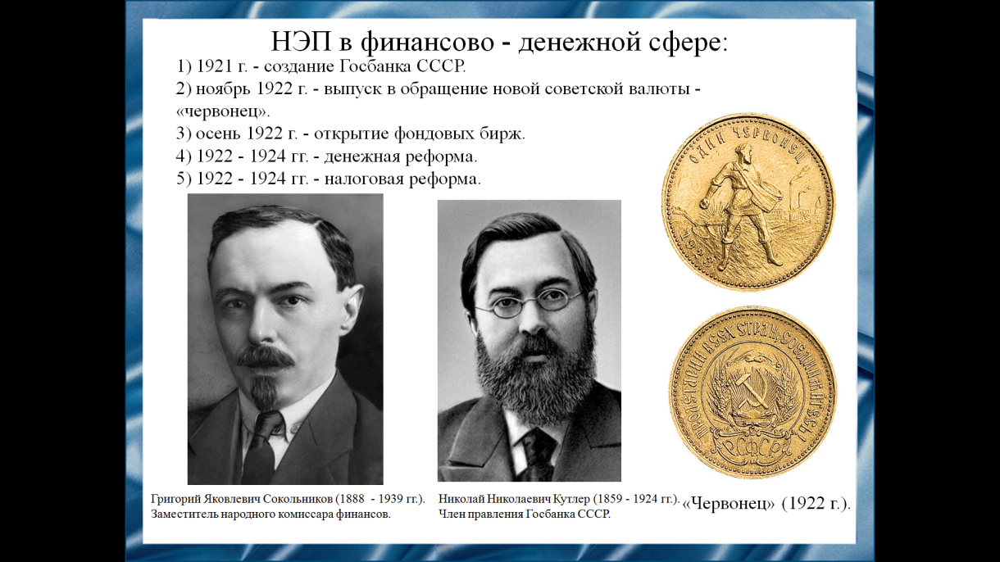 НЭП в финансово - денежной сфере:
1) 1921 г. - создание Госбанка СССР.
2) ноябрь 1922 г. - выпуск в обращение новой советской валюты -
«червонец».
3) осень 1922 г. - открытие фондовых бирж.
4) 1922 - 1924 гг. - денежная реформа.
5) 1922 - 1924 гг. - налоговая реформа.
ОДИН ЧЕРВОНЕЦ
1923
ПРОЛЕТАРИИ ВСЕХ СТРАН, СОЕДИНЯЙТЕСЬ!
РСФСР
Григорий Яковлевич Сокольников (1888 - 1939 гг.).
Заместитель народного комиссара финансов.
Николай Николаевич Кутлер (1859 - 1924 гг.).
Член правления Госбанка СССР.
«Червонец» (1922 г.).